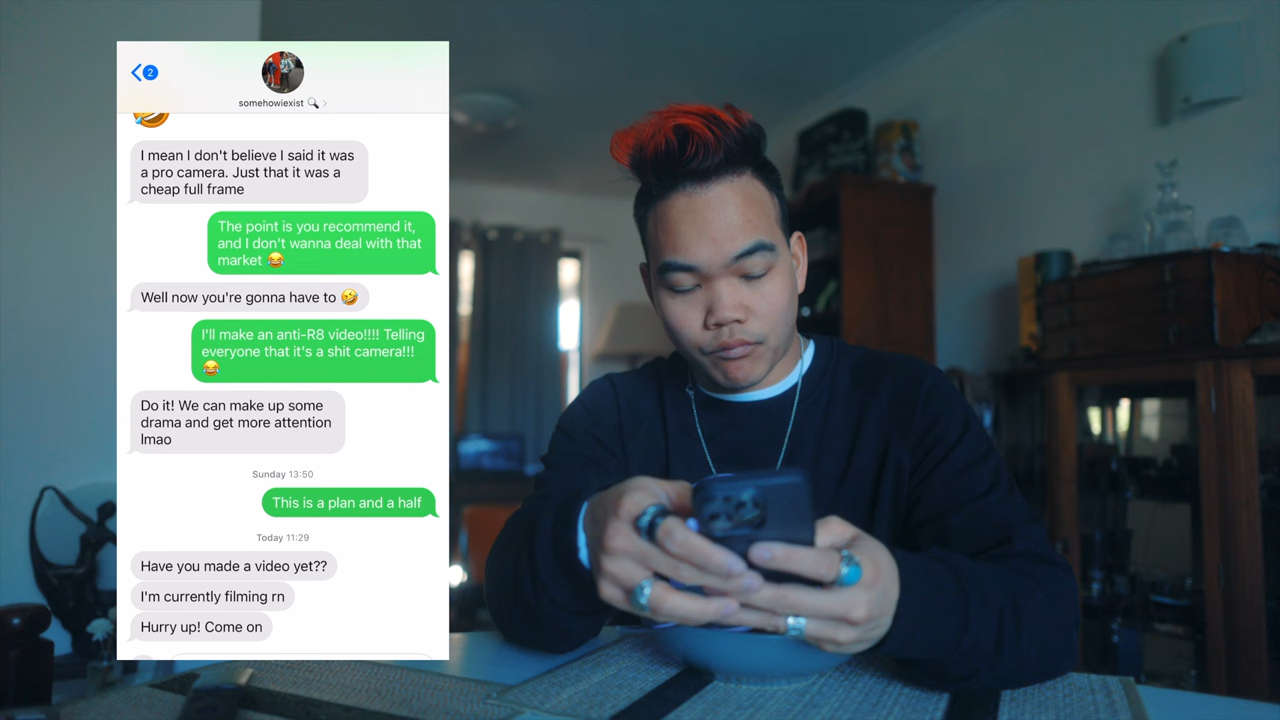 2
somehowiexist 🔍 >
🤣
I mean I don't believe I said it was
a pro camera. Just that it was a
cheap full frame
The point is you recommend it,
and I don't wanna deal with that
market 😂
Well now you're gonna have to 🤣
I'll make an anti-R8 video!!!! Telling
everyone that it's a shit camera!!!
😂
Do it! We can make up some
drama and get more attention
lmao
Sunday 13:50
This is a plan and a half
Today 11:29
Have you made a video yet??
I'm currently filming rn
Hurry up! Come on